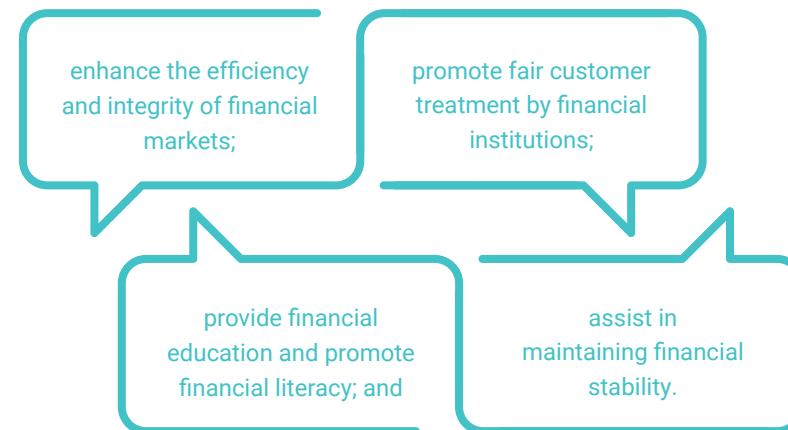 enhance the efficiency
and integrity of financial
markets;
promote fair customer
treatment by financial
institutions;
provide financial
education and promote
financial literacy; and
assist in
maintaining financial
stability.